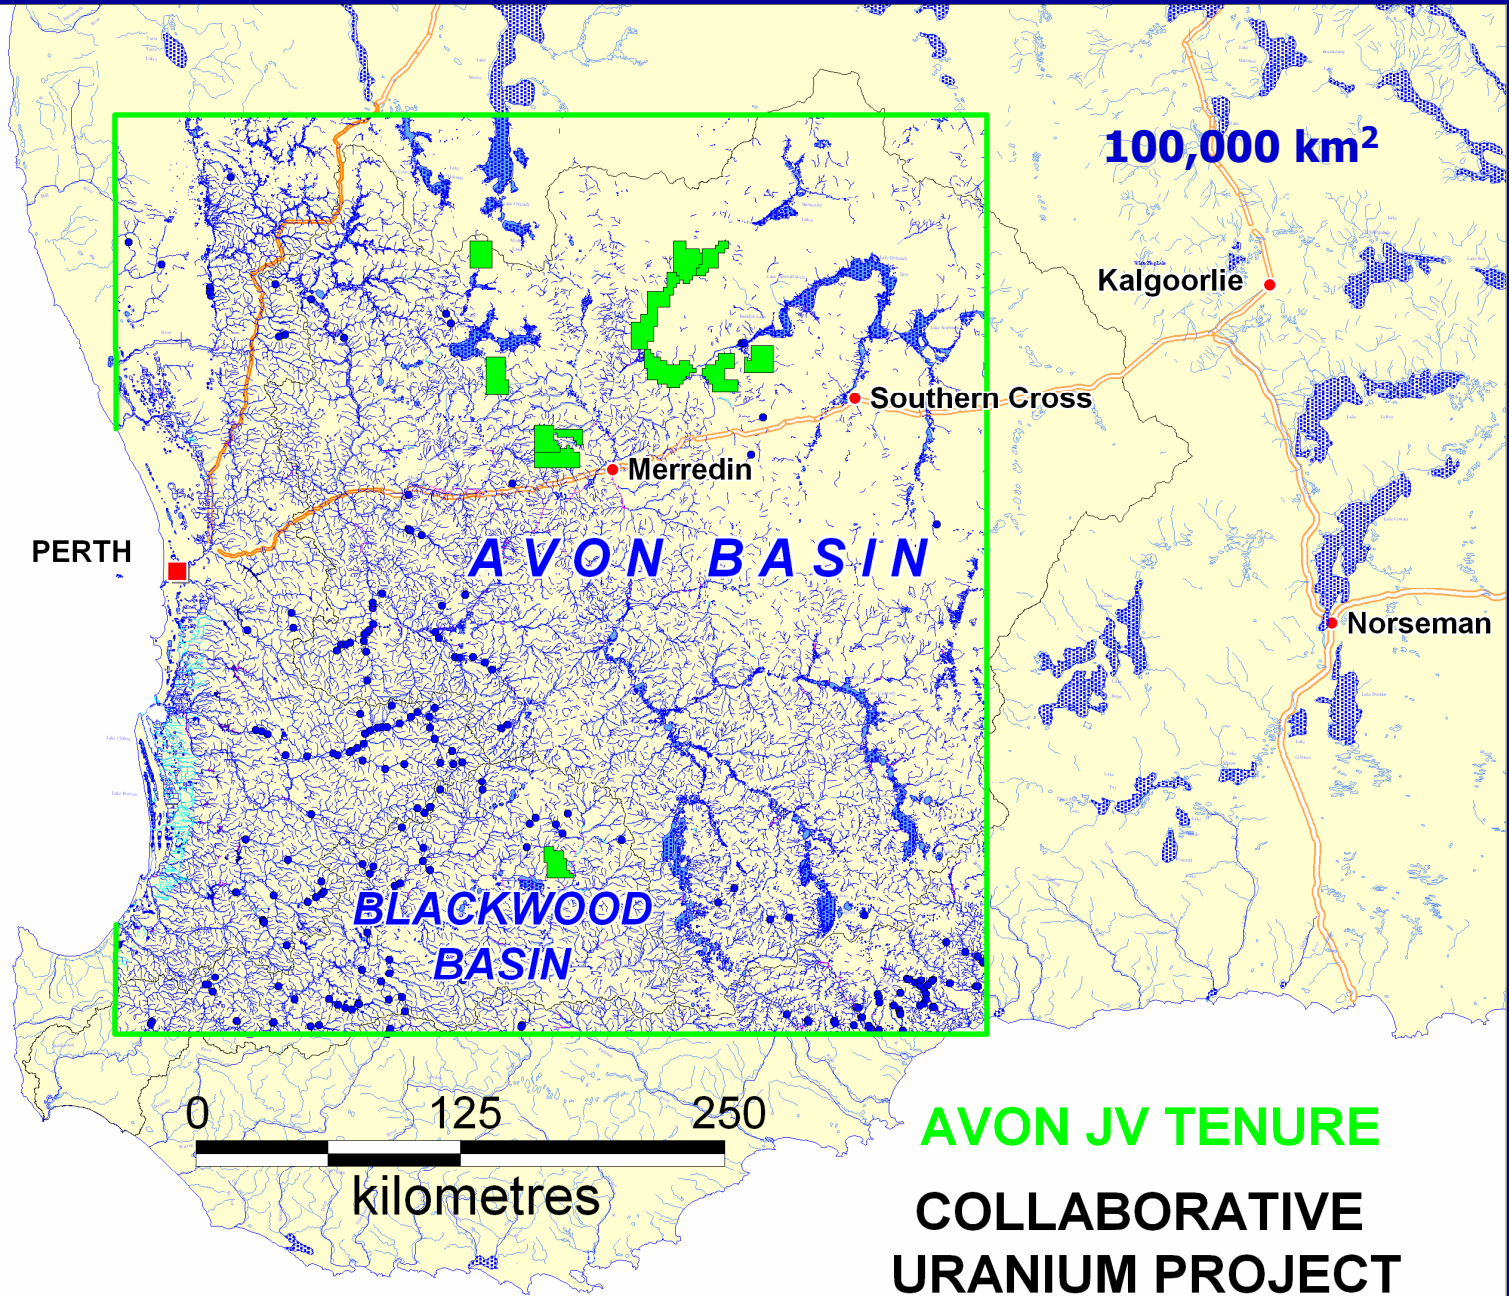 100,000 km²
Kalgoorlie
Southern Cross
Merredin
PERTH
AVON BASIN
Norseman
BLACKWOOD
BASIN
0 125 250
kilometres
AVON JV TENURE
COLLABORATIVE
URANIUM PROJECT